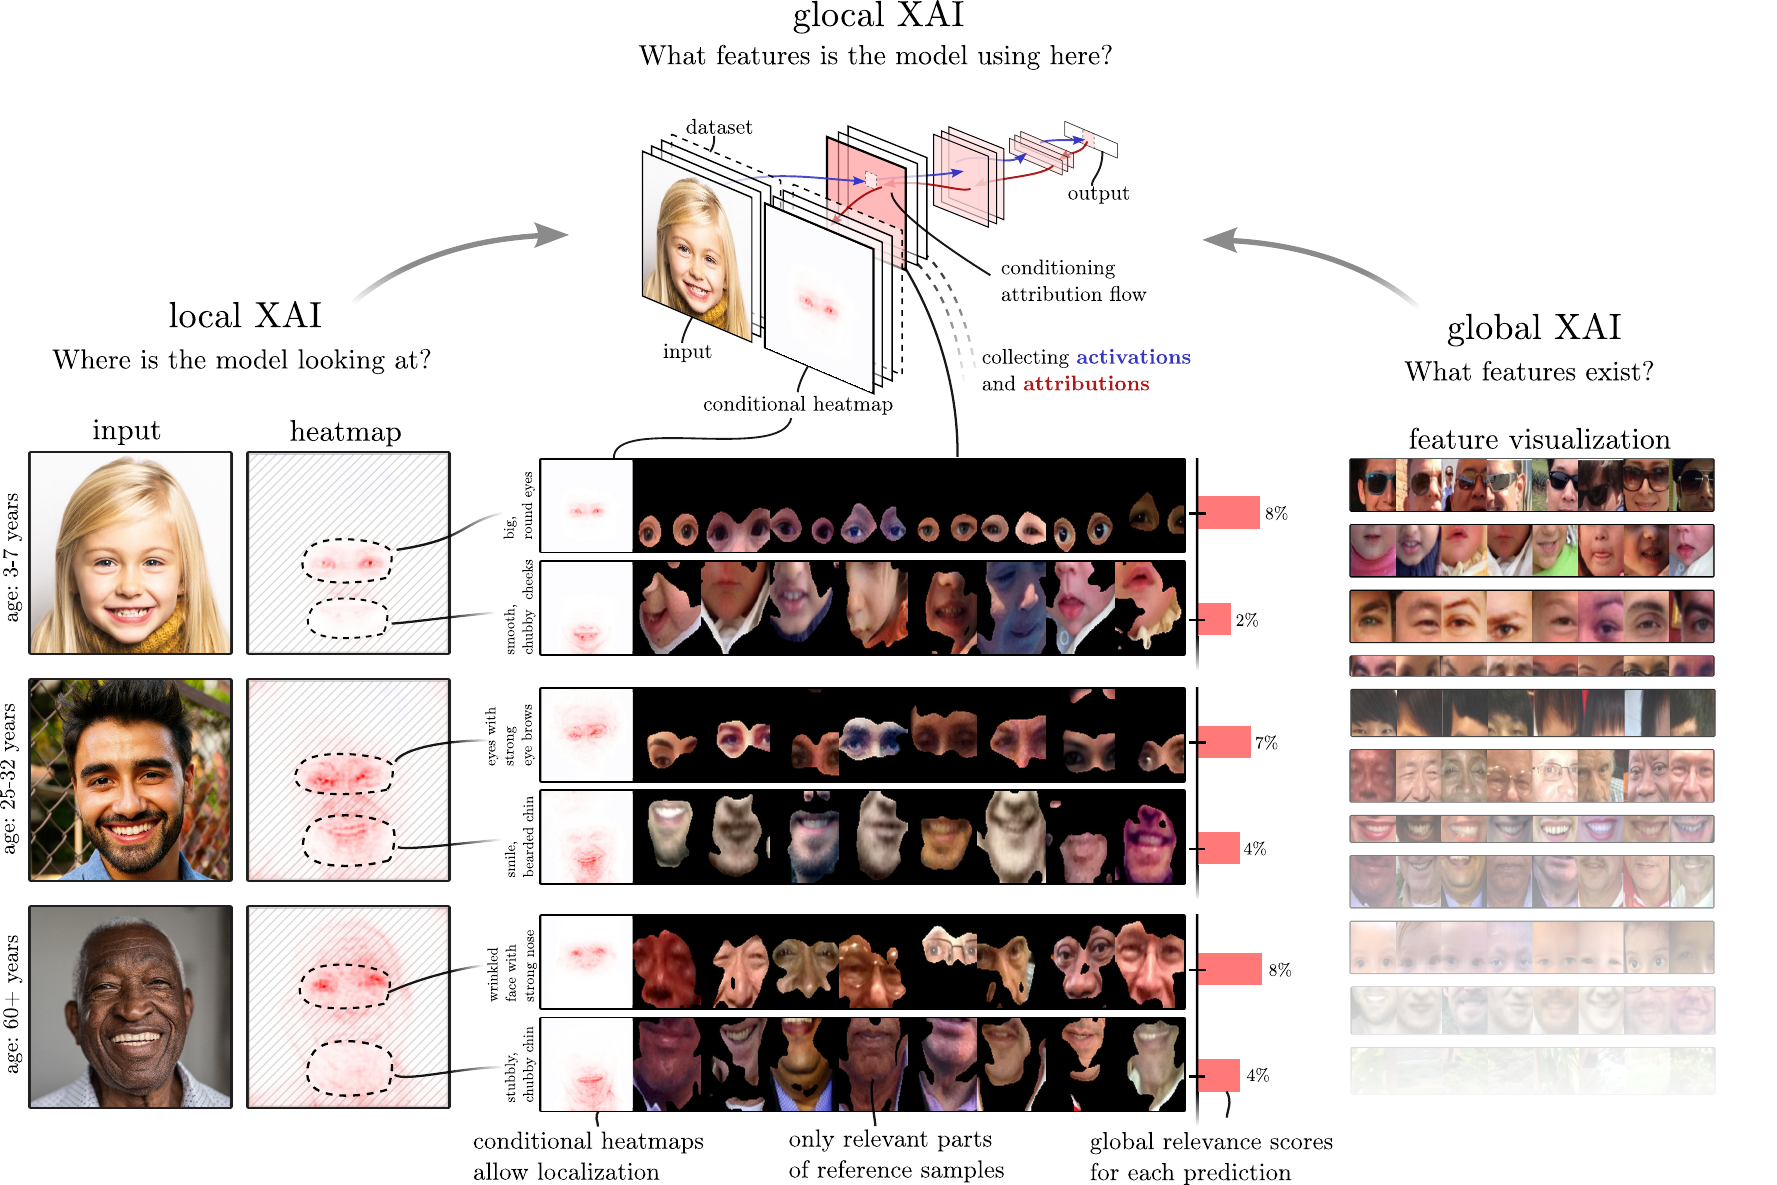 glocal XAI
What features is the model using here?
dataset
output
conditioning
attribution flow
input
collecting activations
and attributions
conditional heatmap
local XAI
Where is the model looking at?
input
heatmap
age: 3-7 years
age: 25-32 years
age: 60+ years
big,
round eyes
8%
smooth,
chubby cheeks
2%
eyes with
strong
eye brows
7%
smile,
bearded chin
4%
wrinkled
face with
strong nose
8%
stubbly,
chubby chin
4%
conditional heatmaps
allow localization
only relevant parts
of reference samples
global relevance scores
for each prediction
global XAI
What features exist?
feature visualization